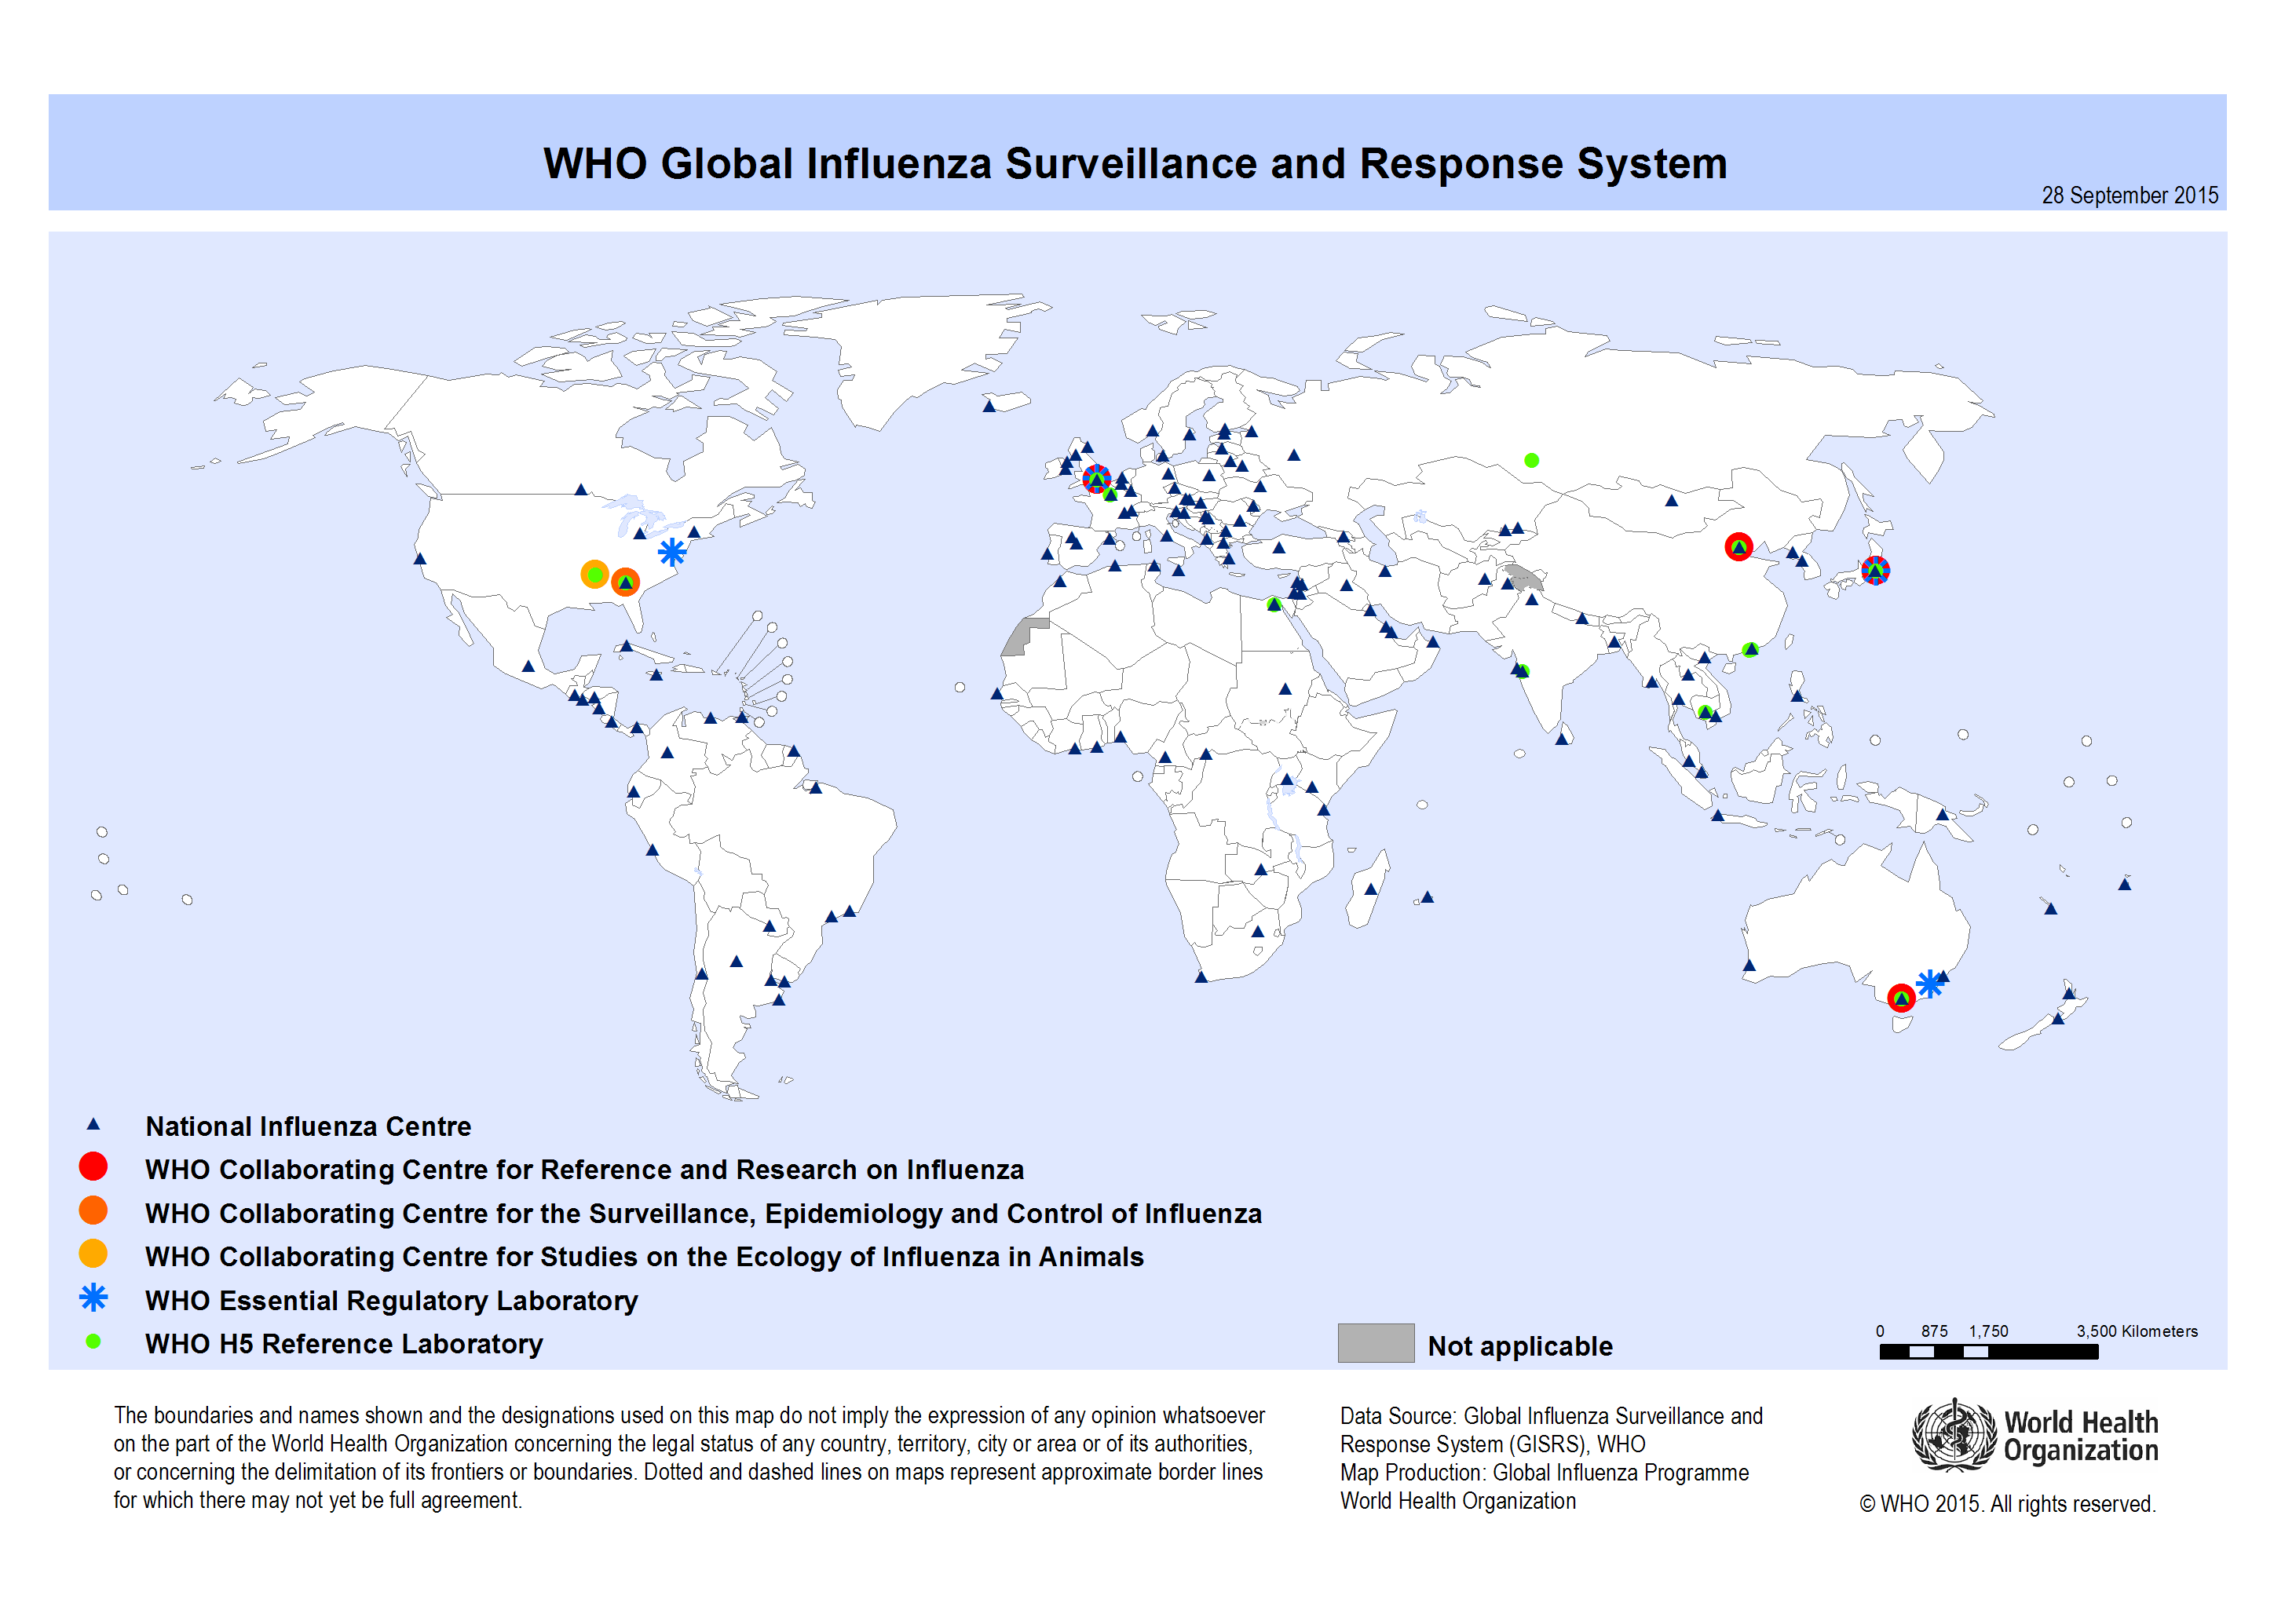 WHO Global Influenza Surveillance and Response System
28 September 2015
National Influenza Centre
WHO Collaborating Centre for Reference and Research on Influenza
WHO Collaborating Centre for the Surveillance, Epidemiology and Control of Influenza
WHO Collaborating Centre for Studies on the Ecology of Influenza in Animals
WHO Essential Regulatory Laboratory
WHO H5 Reference Laboratory
Not applicable
0 875 1,750 3,500 Kilometers
The boundaries and names shown and the designations used on this map do not imply the expression of any opinion whatsoever
on the part of the World Health Organization concerning the legal status of any country, territory, city or area or of its authorities,
or concerning the delimitation of its frontiers or boundaries. Dotted and dashed lines on maps represent approximate border lines
for which there may not yet be full agreement.
Data Source: Global Influenza Surveillance and
Response System (GISRS), WHO
Map Production: Global Influenza Programme
World Health Organization
World Health
Organization
© WHO 2015. All rights reserved.